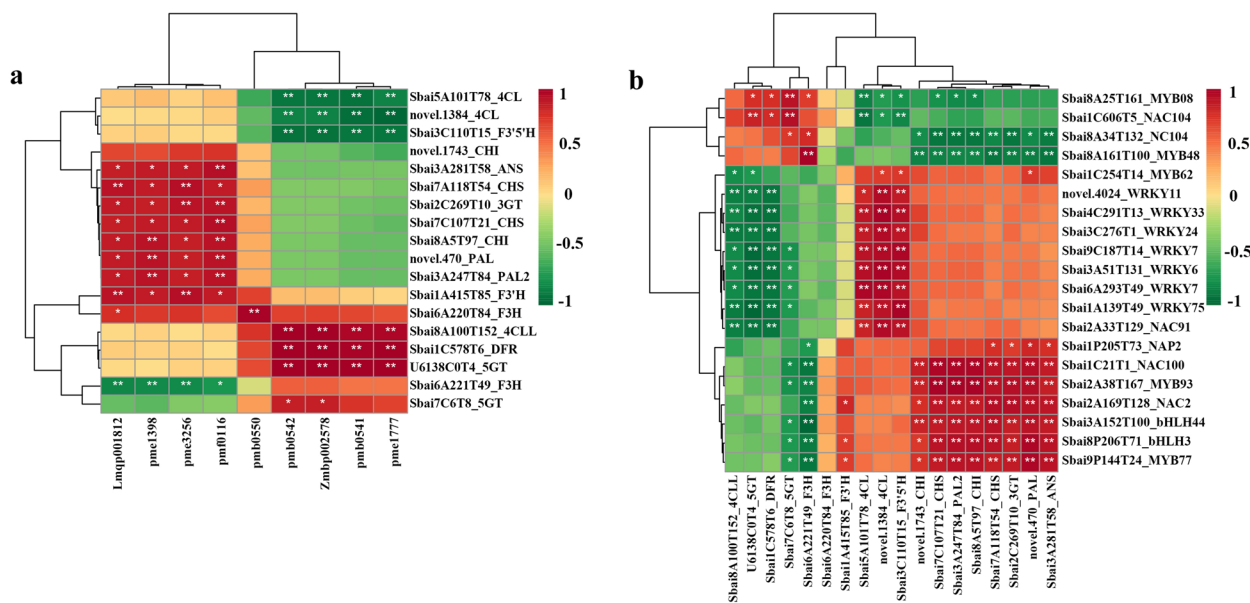 a
Sbai5A101T78_4CL
novel.1384_4CL
Sbai3C110T15_F3'5'H
novel.1743_CHI
Sbai3A281T58_ANS
Sbai7A118T54_CHS
Sbai2C269T10_3GT
Sbai7C107T21_CHS
Sbai8A5T97_CHI
novel.470_PAL
Sbai3A247T84_PAL2
Sbai1A415T85_F3'H
Sbai6A220T84_F3H
Sbai8A100T152_4CLL
Sbai1C578T6_DFR
U6138C0T4_5GT
Sbai6A221T49_F3H
Sbai7C6T8_5GT
Lmqp001812
pme1398
pme3256
pmf0116
pmb0550
pmb0542
Zmbp002578
pmb0541
pme1777
1
0.5
0
-0.5
-1
b
Sbai8A25T161_MYB08
Sbai1C606T5_NAC104
Sbai8A34T132_NC104
Sbai8A161T100_MYB48
Sbai1C254T14_MYB62
novel.4024_WRKY11
Sbai4C291T13_WRKY33
Sbai3C276T1_WRKY24
Sbai9C187T14_WRKY7
Sbai3A51T131_WRKY6
Sbai6A293T49_WRKY7
Sbai1A139T49_WRKY75
Sbai2A33T129_NAC91
Sbai1P205T73_NAP2
Sbai1C21T1_NAC100
Sbai2A38T167_MYB93
Sbai2A169T128_NAC2
Sbai3A152T100_bHLH44
Sbai8P206T71_bHLH3
Sbai9P144T24_MYB77
Sbai8A100T152_4CLL
U6138C0T4_5GT
Sbai1C578T6_DFR
Sbai7C6T8_5GT
Sbai6A221T49_F3H
Sbai6A220T84_F3H
Sbai1A415T85_F3'H
Sbai5A101T78_4CL
novel.1384_4CL
Sbai3C110T15_F3'5'H
novel.1743_CHI
Sbai7C107T21_CHS
Sbai3A247T84_PAL2
Sbai8A5T97_CHI
Sbai7A118T54_CHS
Sbai2C269T10_3GT
novel.470_PAL
Sbai3A281T58_ANS
1
0.5
0
-0.5
-1